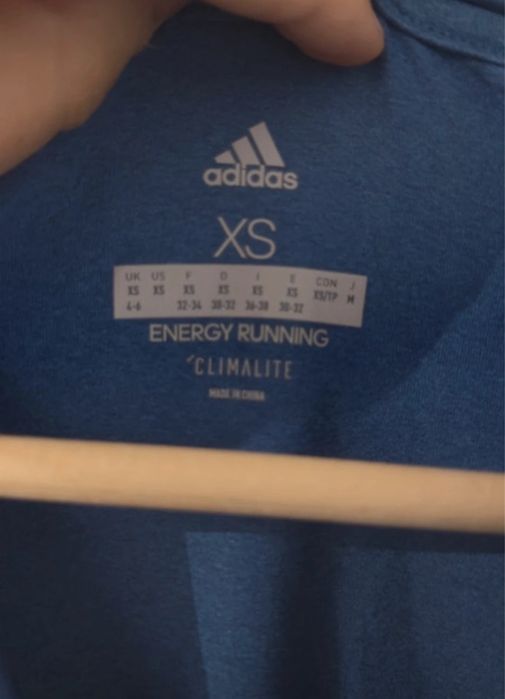 adidas
XS
UK US F D I E CON J
XS XS XS XS XS XS XS/TP M
4-6 32-34 30-32 36-38 30-32
ENERGY RUNNING
CLIMALITE
MADE IN CHINA